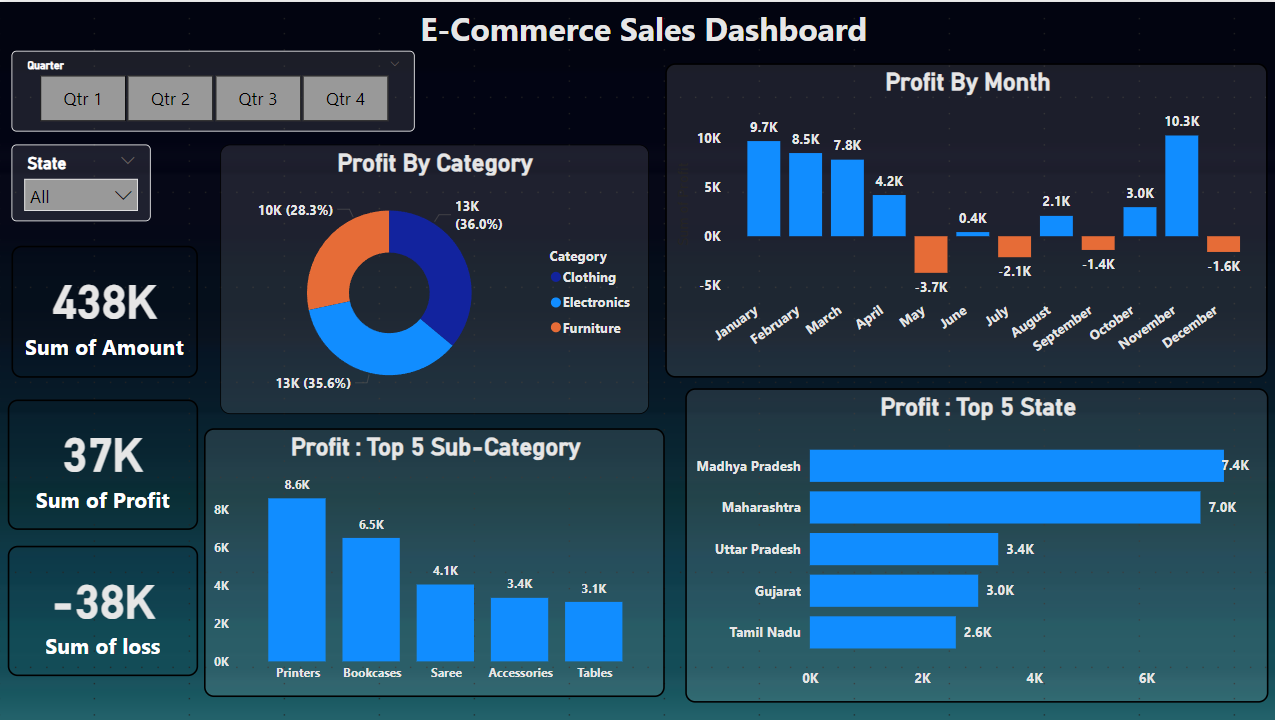 E-Commerce Sales Dashboard
Quarter
Qtr 1 Qtr 2 Qtr 3 Qtr 4
State
All
438K
Sum of Amount
37K
Sum of Profit
-38K
Sum of loss
Profit By Category
10K (28.3%)
13K
(36.0%)
13K (35.6%)
Category
Clothing
Electronics
Furniture
Profit By Month
10K
5K
0K
-5K
9.7K 8.5K 7.8K 4.2K -3.7K 0.4K -2.1K 2.1K -1.4K 3.0K 10.3K -1.6K
January February March April May June July August September October November December
Profit : Top 5 Sub-Category
8K
6K
4K
2K
0K
8.6K 6.5K 4.1K 3.4K 3.1K
Printers Bookcases Saree Accessories Tables
Profit : Top 5 State
Madhya Pradesh 7.4K
Maharashtra 7.0K
Uttar Pradesh 3.4K
Gujarat 3.0K
Tamil Nadu 2.6K
0K 2K 4K 6K